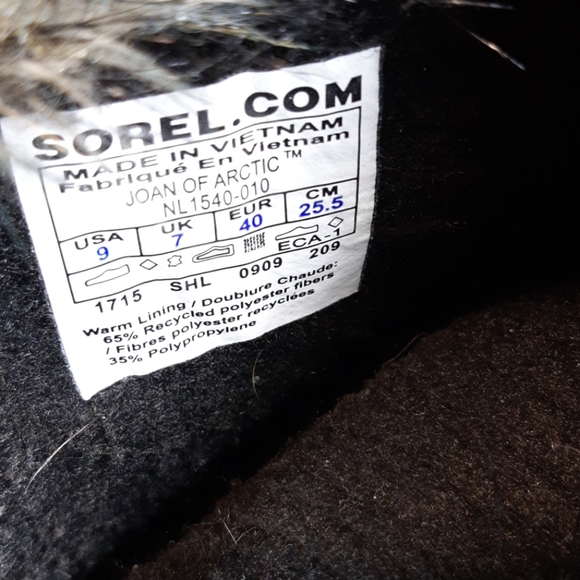 SOREL.COM
MADE IN VIETNAM
Fabriqué En Vietnam
JOAN OF ARCTIC™
NL1540-010
USA UK EUR CM
9 7 40 25.5
ECA-1
1715 SHL 0909 209
Warm Lining / Doublure Chaude:
65% Recycled polyester fibers
/ Fibres polyester recyclées
35% Polypropylene